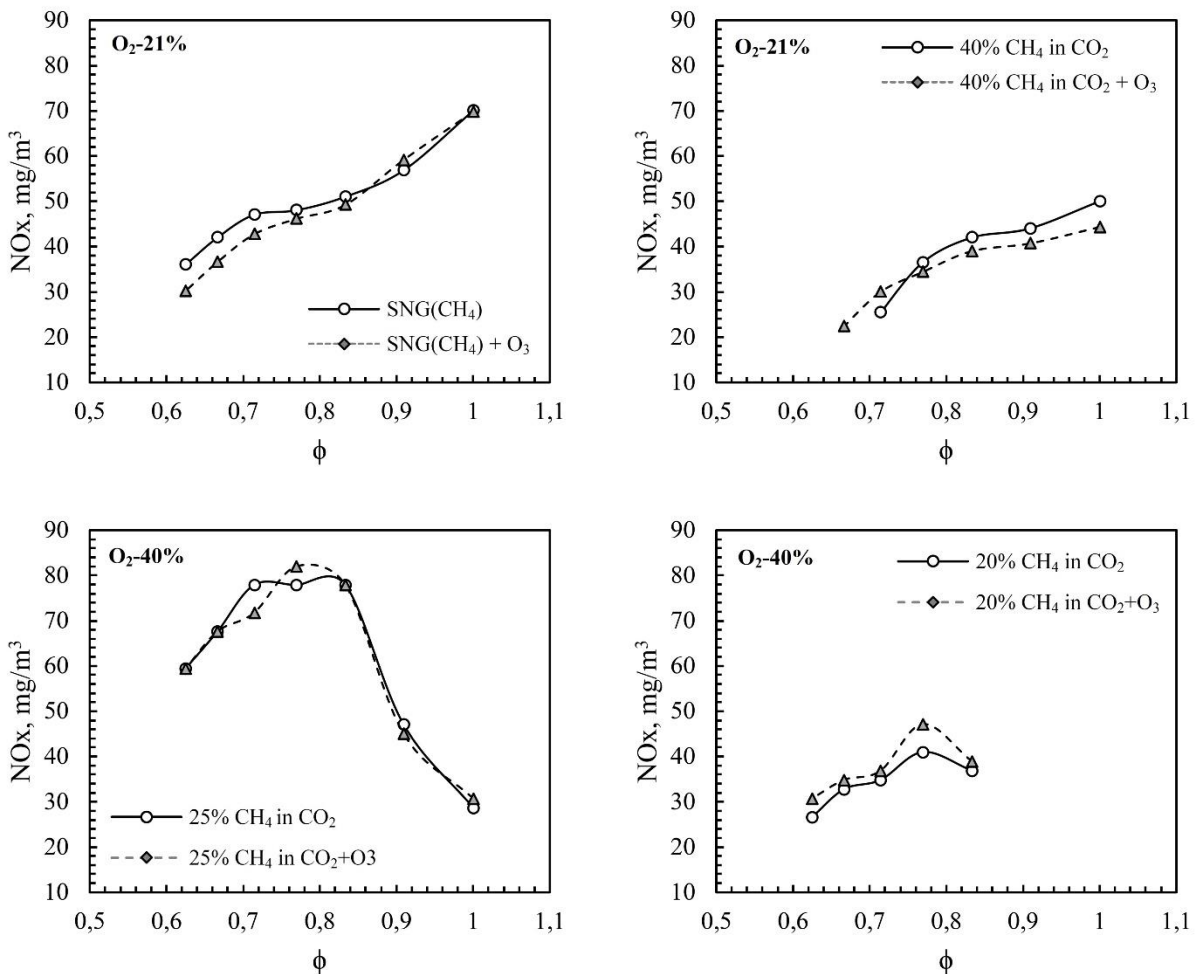 O₂-21%
NOx, mg/m³
90
80
70
60
50
40
30
20
10
SNG(CH₄)
SNG(CH₄) + O₃
0,5 0,6 0,7 0,8 0,9 1 1,1
ϕ
O₂-21%
NOx, mg/m³
90
80
70
60
50
40
30
20
10
40% CH₄ in CO₂
40% CH₄ in CO₂ + O₃
0,5 0,6 0,7 0,8 0,9 1 1,1
ϕ
O₂-40%
NOx, mg/m³
90
80
70
60
50
40
30
20
10
25% CH₄ in CO₂
25% CH₄ in CO₂+O3
0,5 0,6 0,7 0,8 0,9 1 1,1
ϕ
O₂-40%
NOx, mg/m³
90
80
70
60
50
40
30
20
10
20% CH₄ in CO₂
20% CH₄ in CO₂+O₃
0,5 0,6 0,7 0,8 0,9 1 1,1
ϕ